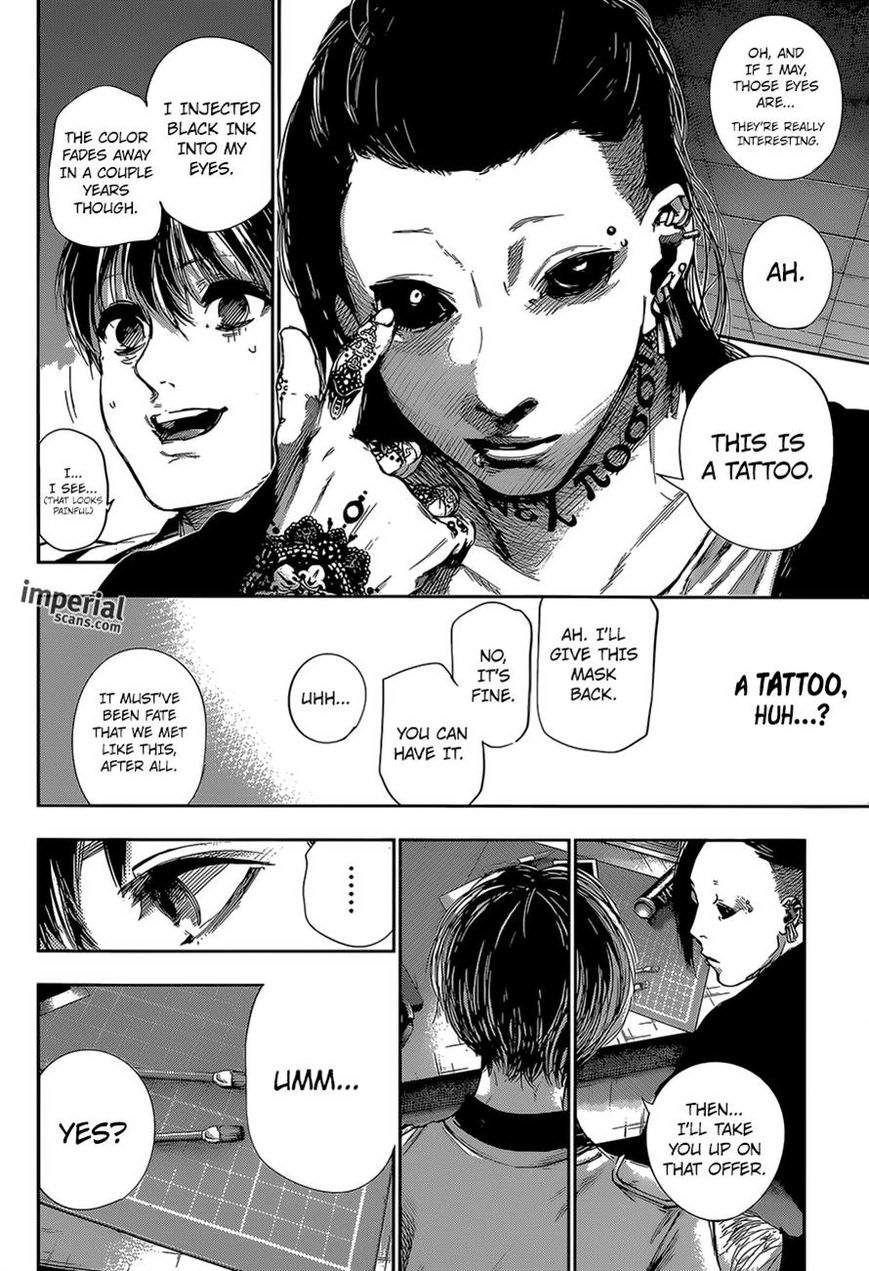 OH, AND
IF I MAY,
THOSE EYES
ARE...
THEY'RE REALLY
INTERESTING.
AH.
THIS IS
A TATTOO.
I INJECTED
BLACK INK
INTO MY
EYES.
THE COLOR
FADES AWAY
IN A COUPLE
YEARS
THOUGH.
I...
I SEE...
(THAT LOOKS
PAINFUL)
imperial
scans.com
A TATTOO,
HUH...?
AH. I'LL
GIVE THIS
MASK
BACK.
NO,
IT'S
FINE.
YOU CAN
HAVE IT.
UHH...
IT MUST'VE
BEEN FATE
THAT WE MET
LIKE THIS,
AFTER ALL.
THEN...
I'LL TAKE
YOU UP ON
THAT OFFER.
......
UMM...
YES?